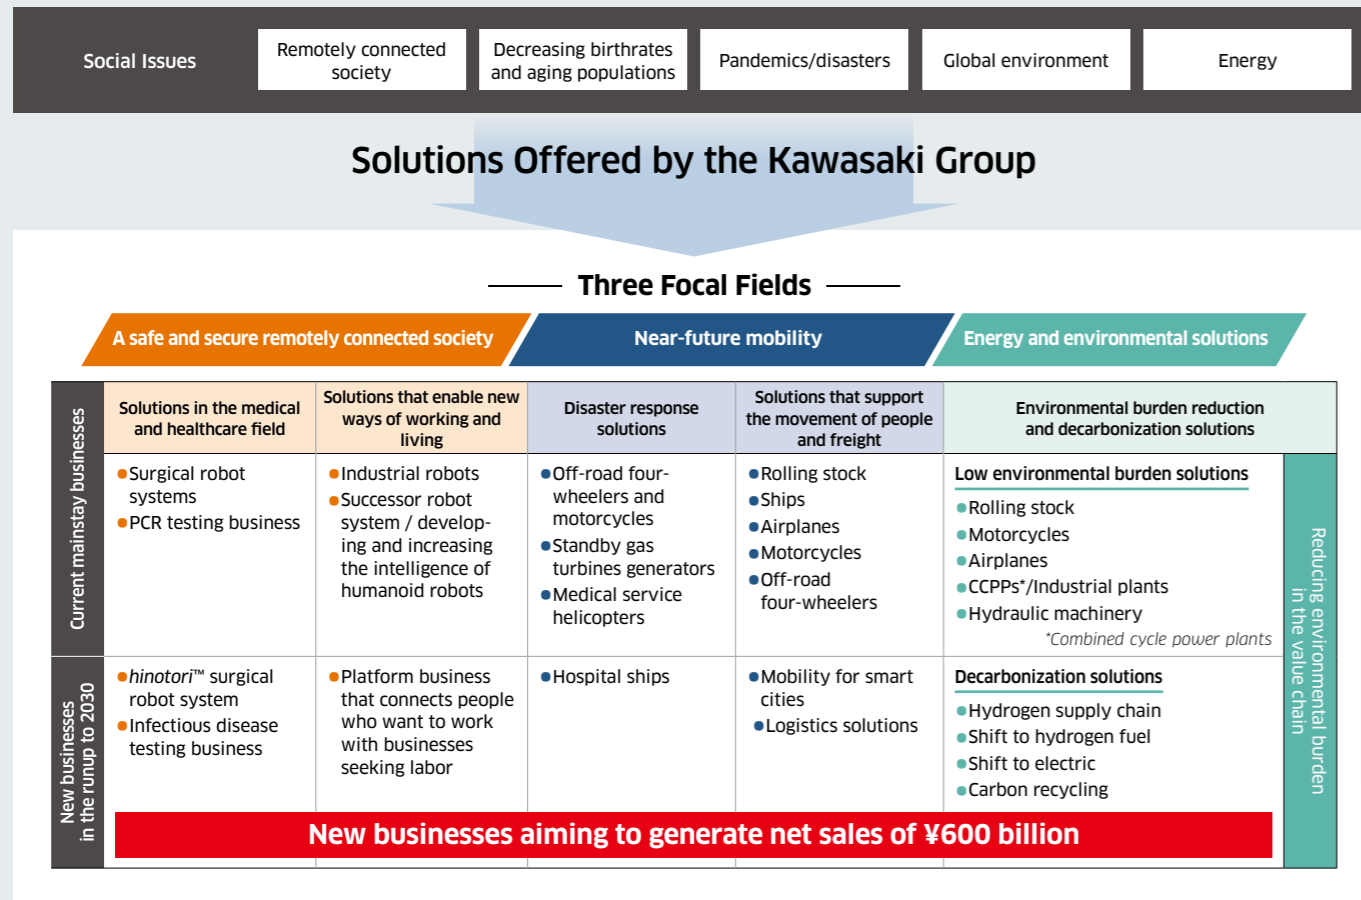 Social Issues
Remotely connected
society
Decreasing birthrates
and aging populations
Pandemics/disasters
Global environment
Energy
Solutions Offered by the Kawasaki Group
Three Focal Fields
A safe and secure remotely connected society
Near-future mobility
Energy and environmental solutions
Current mainstay businesses
Solutions in the medical
and healthcare field
Solutions that enable new
ways of working and
living
Disaster response
solutions
Solutions that support
the movement of people
and freight
Environmental burden reduction
and decarbonization solutions
●Surgical robot
systems
●PCR testing business
●Industrial robots
●Successor robot
system / develop-
ing and increasing
the intelligence of
humanoid robots
●Off-road four-
wheelers and
motorcycles
●Standby gas
turbines generators
●Medical service
helicopters
●Rolling stock
●Ships
●Airplanes
●Motorcycles
●Off-road
four-wheelers
Low environmental burden solutions
●Rolling stock
●Motorcycles
●Airplanes
●CCPPs*/Industrial plants
●Hydraulic machinery
*Combined cycle power plants
Reducing environmental burden
in the value chain
New businesses
in the runup to 2030
●hinotori™ surgical
robot system
●Infectious disease
testing business
●Platform business
that connects people
who want to work
with businesses
seeking labor
●Hospital ships
●Mobility for smart
cities
●Logistics solutions
Decarbonization solutions
●Hydrogen supply chain
●Shift to hydrogen fuel
●Shift to electric
●Carbon recycling
New businesses aiming to generate net sales of ¥600 billion